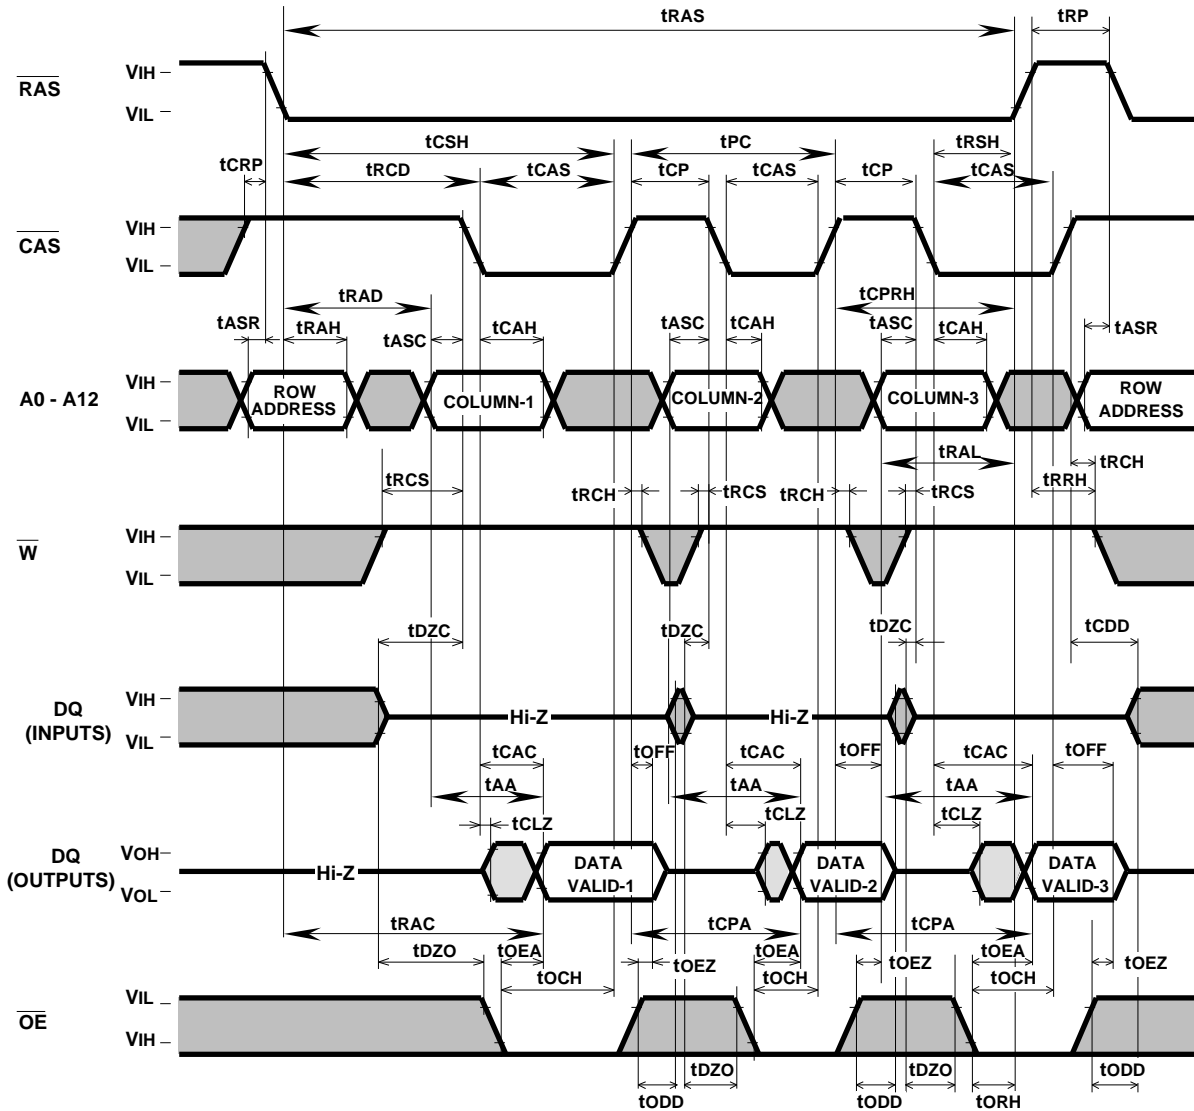 tRAS
tRP
RAS
VIH
VIL
tCSH
tPC
tRSH
tCRP
tRCD
tCAS
tCP
tCAS
tCP
tCAS
CAS
VIH
VIL
tRAD
tCPRH
tASR
tRAH
tASC
tCAH
tASC
tCAH
tASC
tCAH
tASR
A0 - A12
VIH
VIL
ROW
ADDRESS
COLUMN-1
COLUMN-2
COLUMN-3
ROW
ADDRESS
tRAL
tRCH
tRCS
tRCH
tRCS
tRCH
tRCS
tRRH
W
VIH
VIL
tDZC
tDZC
tDZC
tCDD
DQ
(INPUTS)
VIH
VIL
Hi-Z
Hi-Z
tCAC
tOFF
tCAC
tOFF
tCAC
tOFF
tAA
tAA
tAA
tCLZ
tCLZ
tCLZ
DQ
(OUTPUTS)
VOH
VOL
Hi-Z
DATA
VALID-1
DATA
VALID-2
DATA
VALID-3
tRAC
tCPA
tCPA
tDZO
tOEA
tOEZ
tOEA
tOEZ
tOEA
tOEZ
tOCH
tOCH
tOCH
OE
VIL
VIH
tDZO
tDZO
tODD
tODD
tORH
tODD